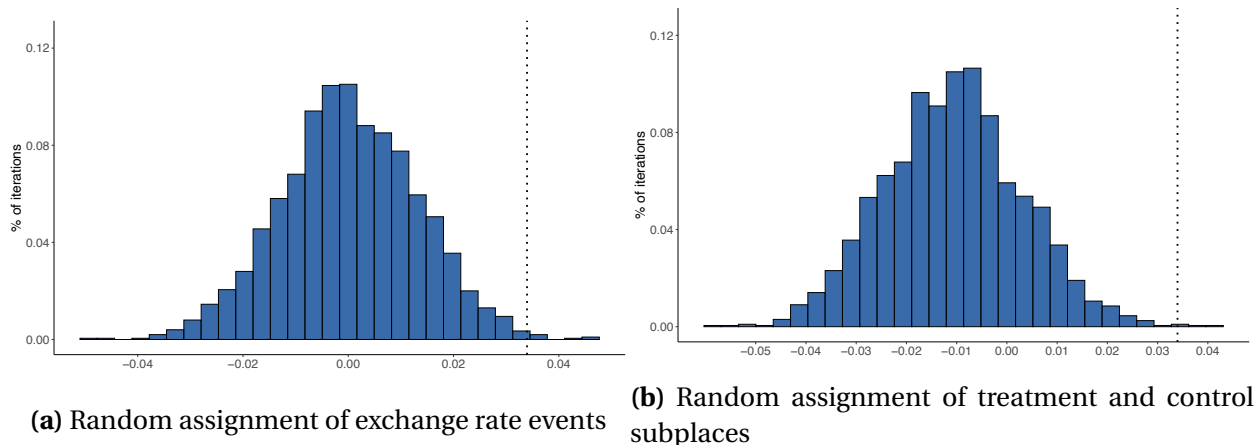 0.12
0.08
0.04
0.00
% of iterations
−0.04 −0.02 0.00 0.02 0.04
(a) Random assignment of exchange rate events
0.12
0.08
0.04
0.00
% of iterations
−0.05 −0.04 −0.03 −0.02 −0.01 0.00 0.01 0.02 0.03 0.04
(b) Random assignment of treatment and control
subplaces